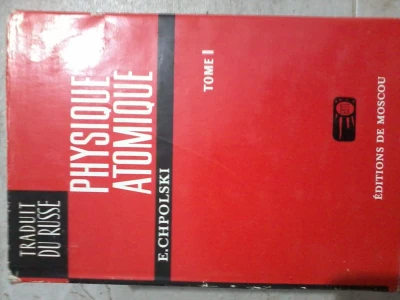 TRADUIT
DU RUSSE
PHYSIQUE
ATOMIQUE
E.CHPOLSKI
TOME I
ÉDITIONS DE MOSCOU